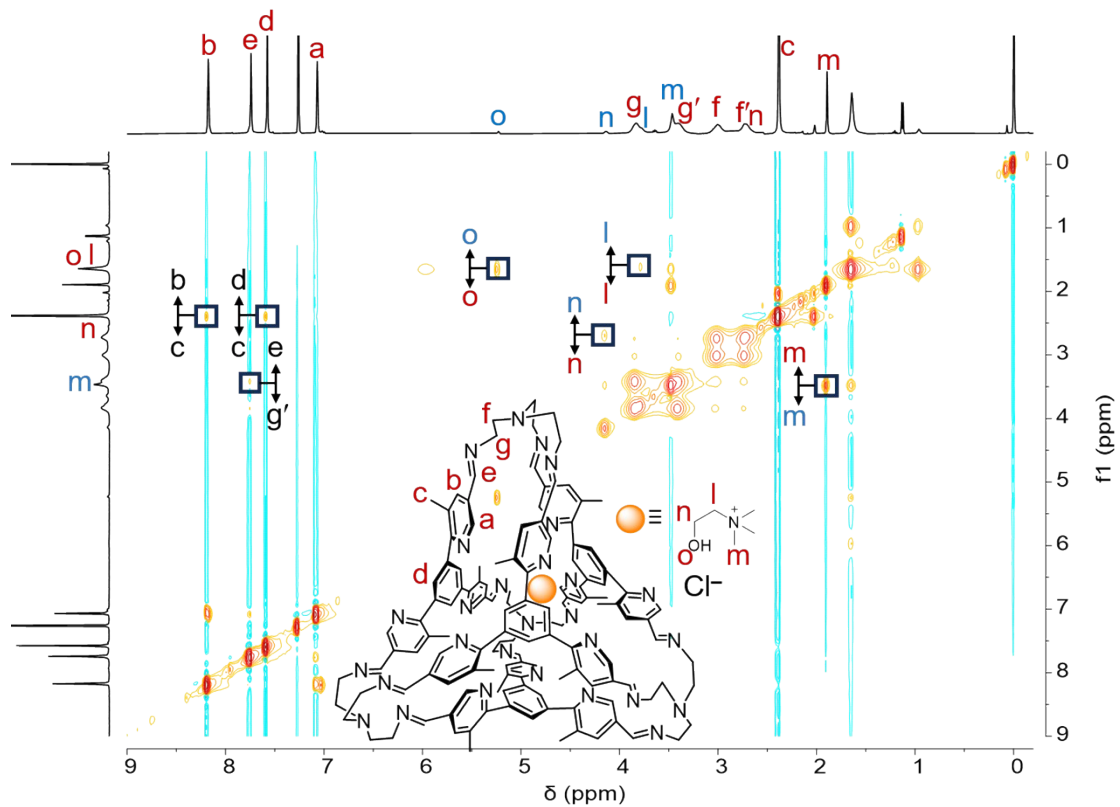 d
b e a c
m
m
o n g l g' f f' n
0
1
o l
o l
b d
2
n
n
c c e
n m
3
m
g' m
f 4
N
g
N N
b e 5
c l
n N+
a
N N OH
o m
d Cl−
6
7
8
9
9 8 7 6 5 4 3 2 1 0
δ (ppm)
f1 (ppm)